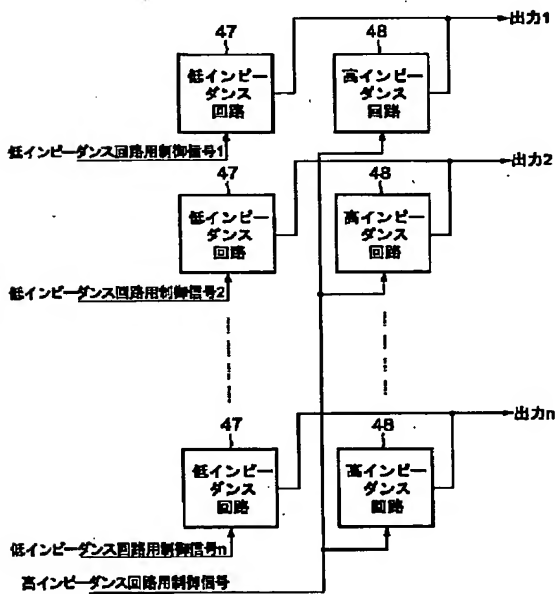 47
48
出力1
低インピー
ダンス
回路
高インピー
ダンス
回路
低インピーダンス回路用制御信号1
47
48
出力2
低インピー
ダンス
回路
高インピー
ダンス
回路
低インピーダンス回路用制御信号2
47
48
出力n
低インピー
ダンス
回路
高インピー
ダンス
回路
低インピーダンス回路用制御信号n
高インピーダンス回路用制御信号